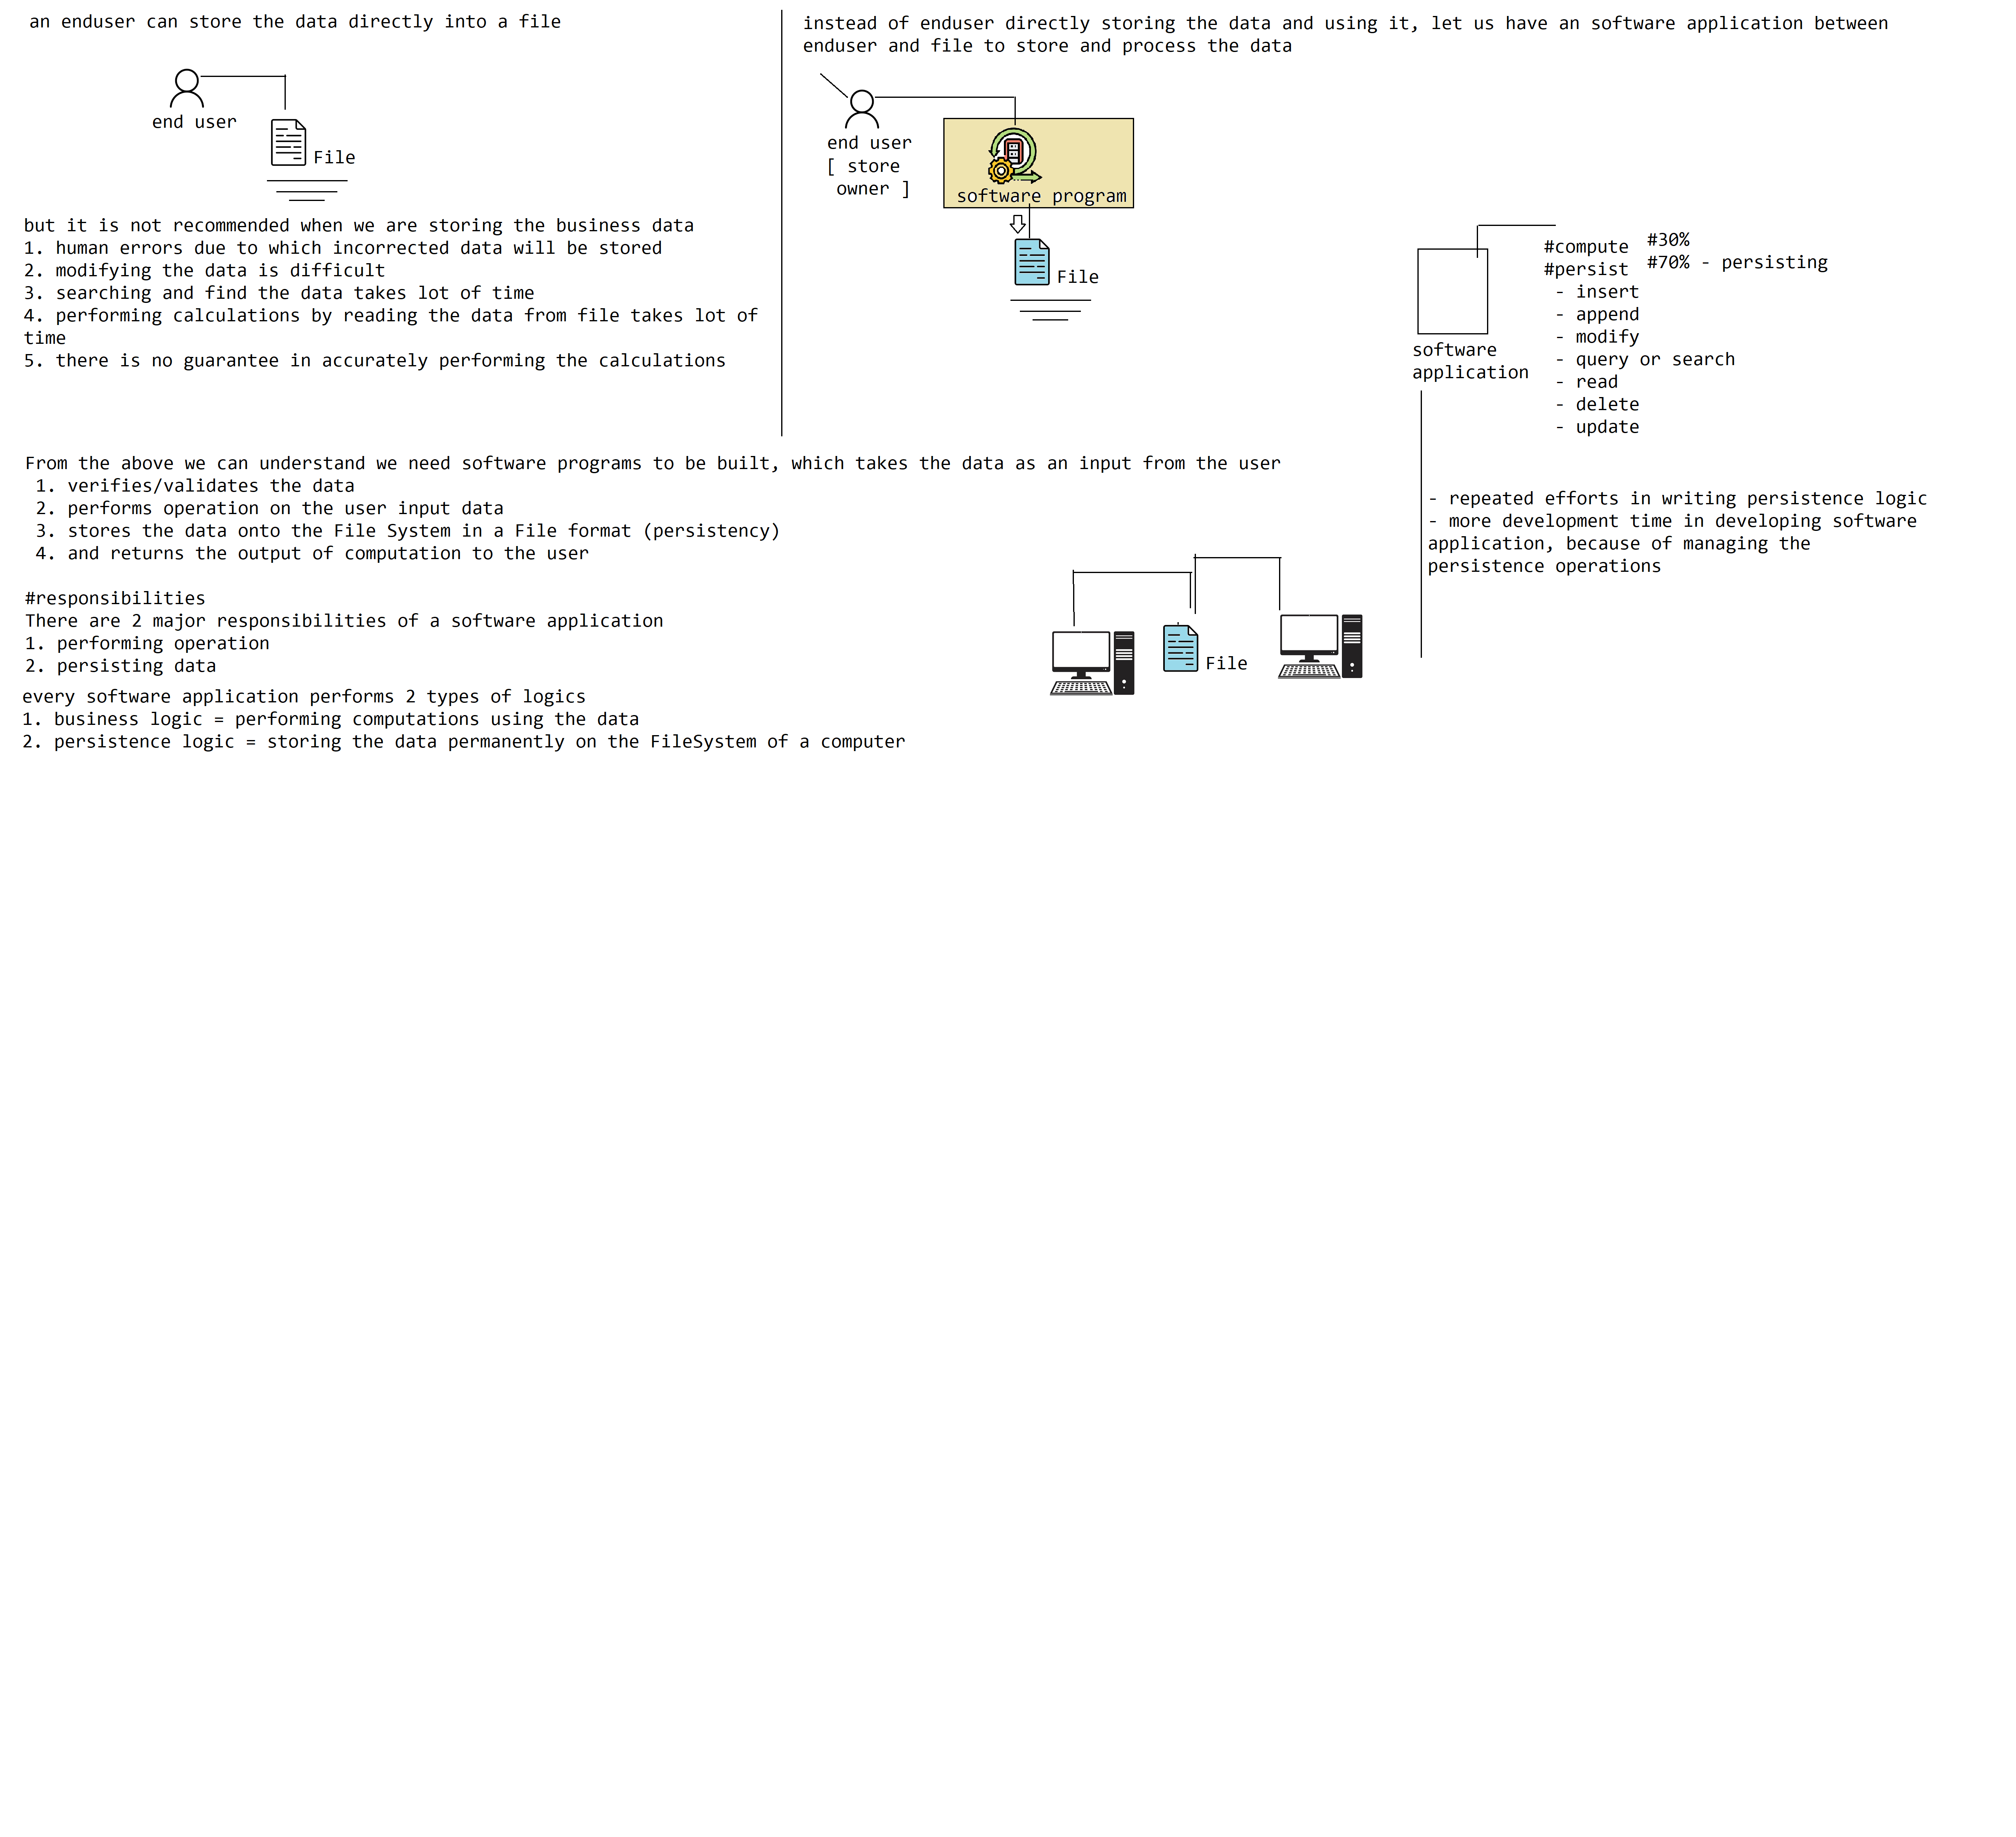 an enduser can store the data directly into a file
end user
File
but it is not recommended when we are storing the business data
1. human errors due to which incorrected data will be stored
2. modifying the data is difficult
3. searching and find the data takes lot of time
4. performing calculations by reading the data from file takes lot of
time
5. there is no guarantee in accurately performing the calculations
instead of enduser directly storing the data and using it, let us have an software application between
enduser and file to store and process the data
end user
[ store
owner ]
software program
File
software
application
#compute
#persist
- insert
- append
- modify
- query or search
- read
- delete
- update
#30%
#70% - persisting
- repeated efforts in writing persistence logic
- more development time in developing software
application, because of managing the
persistence operations
From the above we can understand we need software programs to be built, which takes the data as an input from the user
1. verifies/validates the data
2. performs operation on the user input data
3. stores the data onto the File System in a File format (persistency)
4. and returns the output of computation to the user
#responsibilities
There are 2 major responsibilities of a software application
1. performing operation
2. persisting data
every software application performs 2 types of logics
1. business logic = performing computations using the data
2. persistence logic = storing the data permanently on the FileSystem of a computer
File